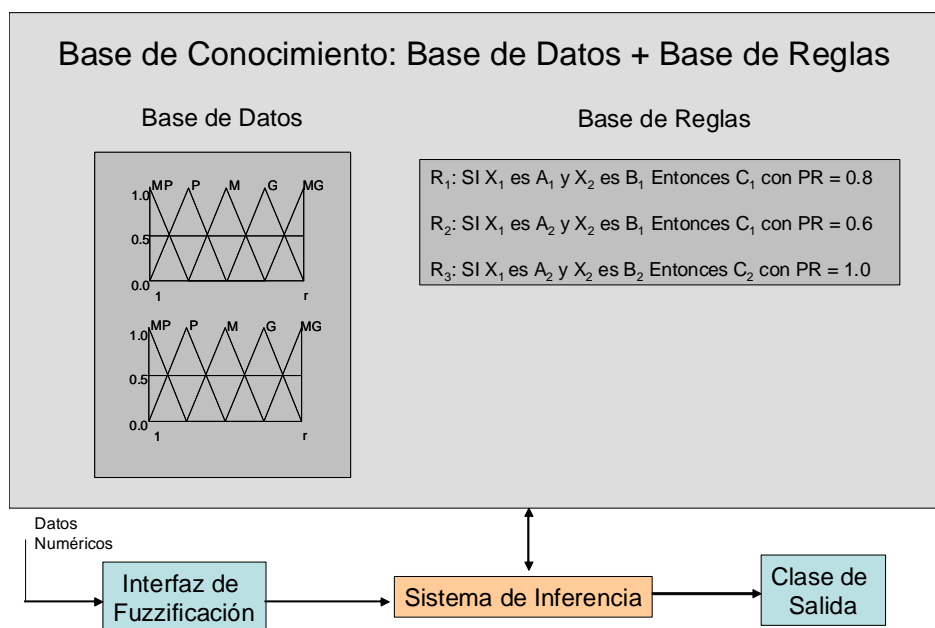 Base de Conocimiento: Base de Datos + Base de Reglas
Base de Datos
Base de Reglas
MP P M G MG
1.0
0.5
0.0
1 r
MP P M G MG
1.0
0.5
0.0
1 r
R₁: SI X₁ es A₁ y X₂ es B₁ Entonces C₁ con PR = 0.8
R₂: SI X₁ es A₂ y X₂ es B₁ Entonces C₁ con PR = 0.6
R₃: SI X₁ es A₂ y X₂ es B₂ Entonces C₂ con PR = 1.0
Datos
Numéricos
Interfaz de
Fuzzificación
Sistema de Inferencia
Clase de
Salida